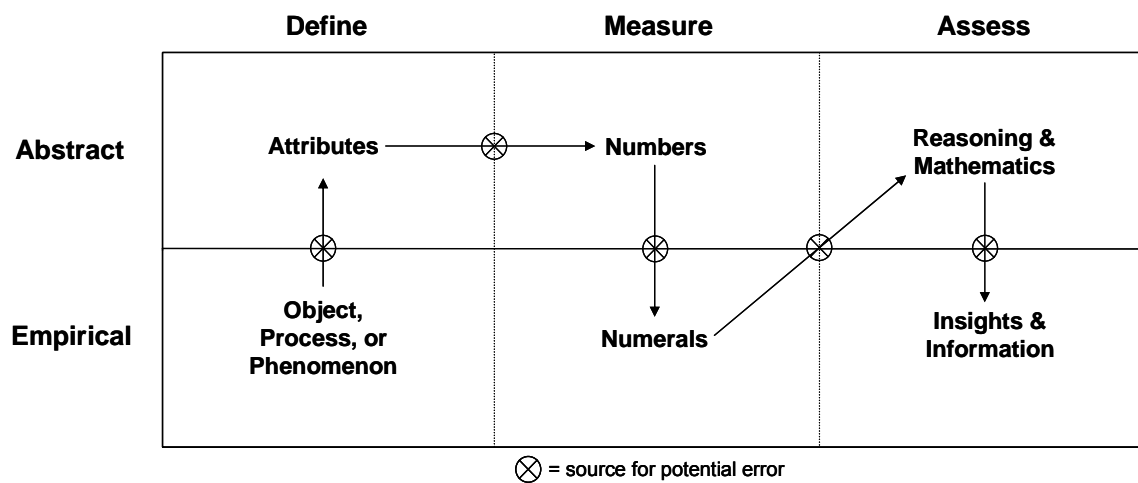 Define
Measure
Assess
Abstract
Attributes
Numbers
Reasoning &
Mathematics
Empirical
Object,
Process, or
Phenomenon
Numerals
Insights &
Information
= source for potential error